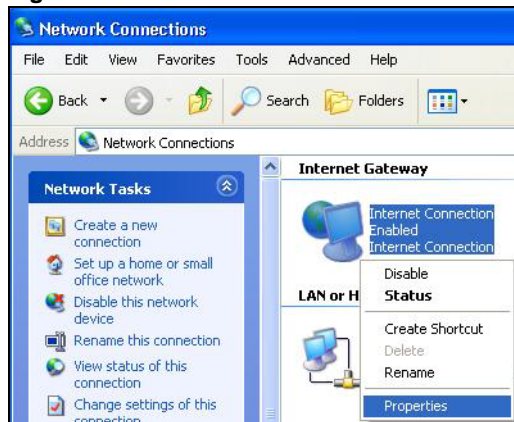 Network Connections
File Edit View Favorites Tools Advanced Help
Back Search Folders
Address Network Connections
Network Tasks
Create a new
connection
Set up a home or small
office network
Disable this network
device
Rename this connection
View status of this
connection
Change settings of this
connection
Internet Gateway
Internet Connection
Enabled
Internet Connection
LAN or H
Disable
Status
Create Shortcut
Delete
Rename
Properties